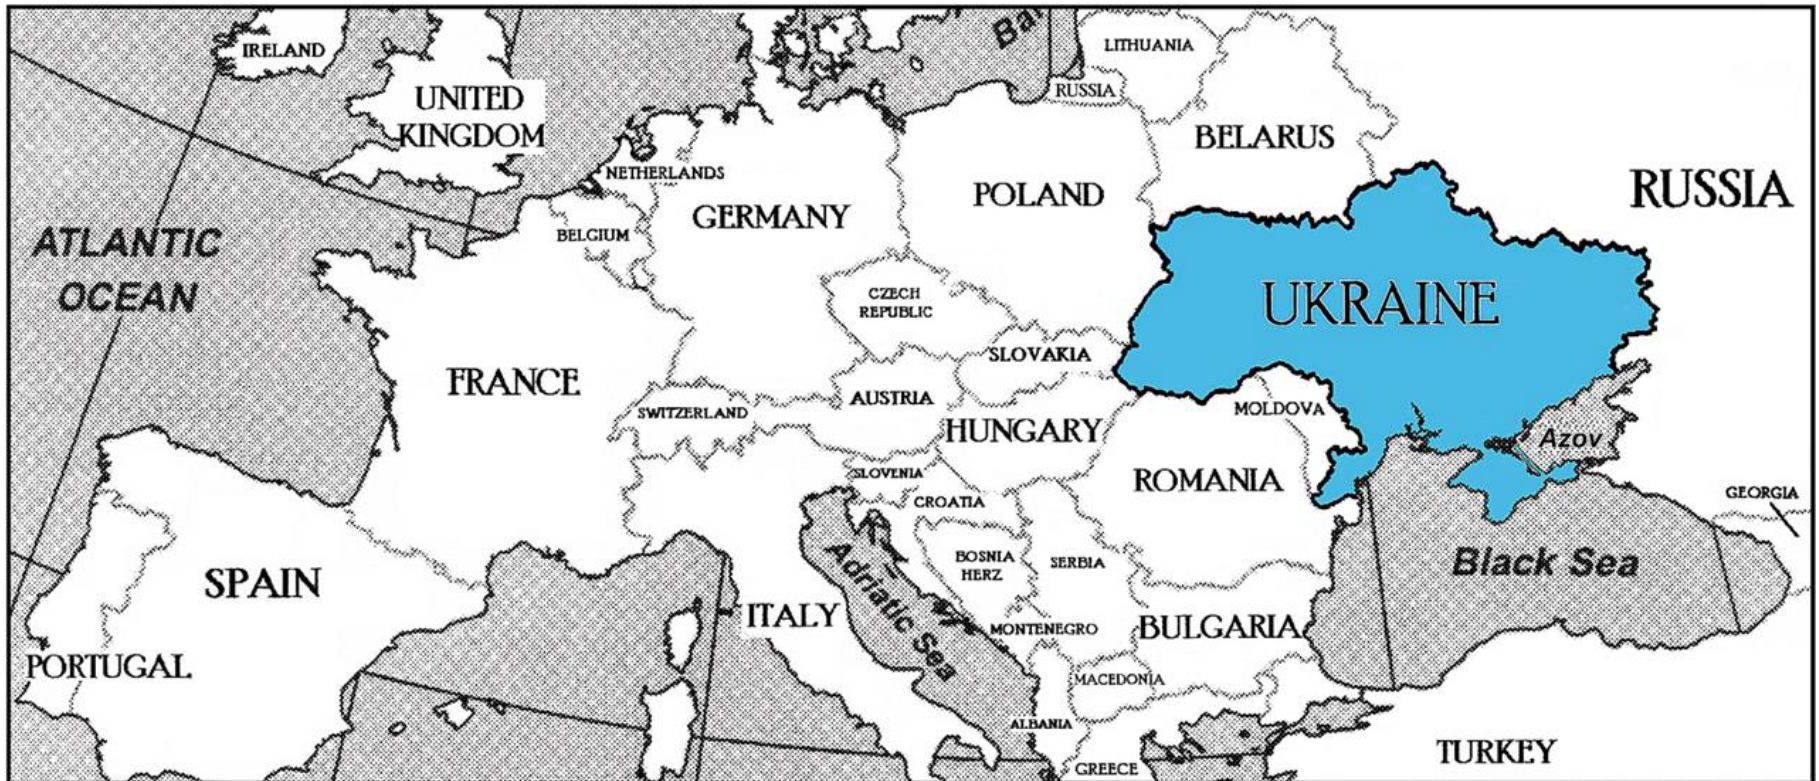 IRELAND
UNITED
KINGDOM
LITHUANIA
RUSSIA
BELARUS
NETHERLANDS
POLAND
RUSSIA
GERMANY
BELGIUM
ATLANTIC
OCEAN
CZECH
REPUBLIC
UKRAINE
SLOVAKIA
FRANCE
AUSTRIA
SWITZERLAND
MOLDOVA
HUNGARY
Azov
SLOVENIA
ROMANIA
CROATIA
GEORGIA
BOSNIA
HERZ
SERBIA
Black Sea
SPAIN
Adriatic Sea
ITALY
MONTENEGRO
BULGARIA
PORTUGAL
MACEDONIA
ALBANIA
TURKEY
GREECE